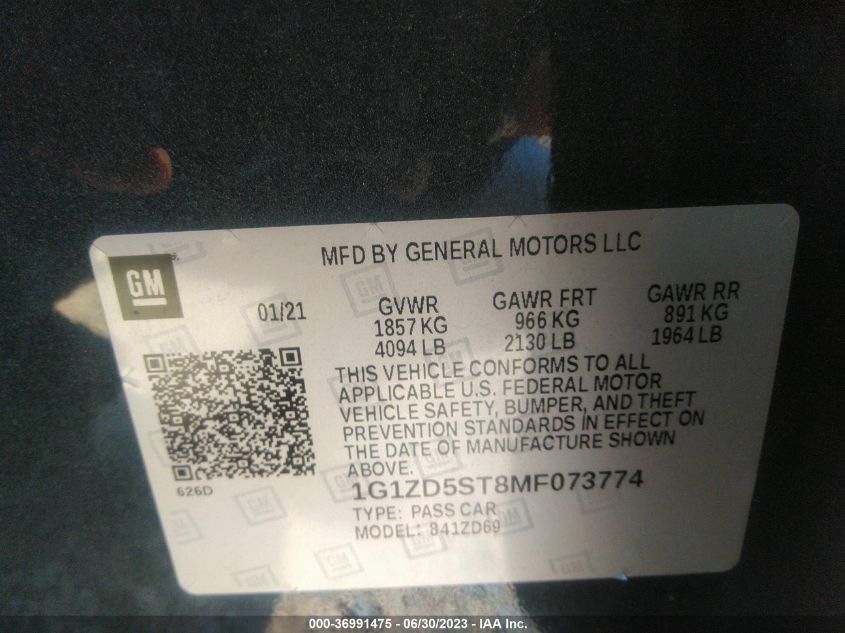 MFD BY GENERAL MOTORS LLC
GM
01/21
GVWR
1857 KG
4094 LB
GAWR FRT
966 KG
2130 LB
GAWR RR
891 KG
1964 LB
THIS VEHICLE CONFORMS TO ALL
APPLICABLE U.S. FEDERAL MOTOR
VEHICLE SAFETY, BUMPER, AND THEFT
PREVENTION STANDARDS IN EFFECT ON
THE DATE OF MANUFACTURE SHOWN
ABOVE.
626D
1G1ZD5ST8MF073774
TYPE: PASS CAR
MODEL: 841ZD69
000-36991475 - 06/30/2023 - IAA Inc.